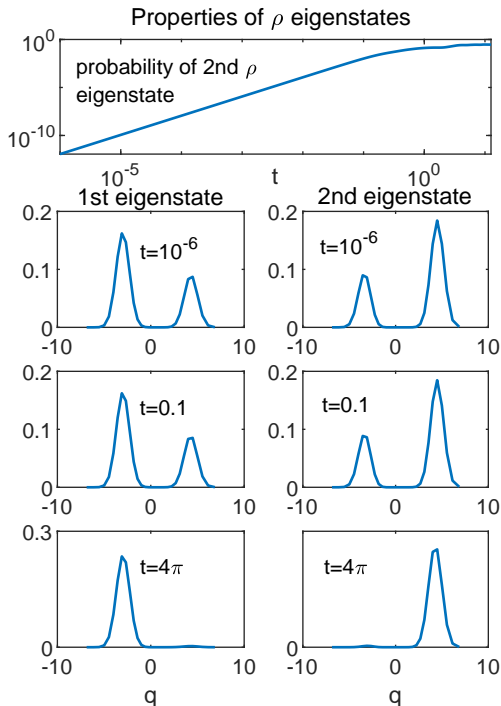 Properties of ρ eigenstates
10^0
probability of 2nd ρ
eigenstate
10^-10
10^-5
t
10^0
1st eigenstate
2nd eigenstate
0.2
0.1
0
t=10^-6
-10
0
10
0.2
0.1
0
t=10^-6
-10
0
10
0.2
0.1
0
t=0.1
-10
0
10
0.2
0.1
0
t=0.1
-10
0
10
0.3
0
t=4π
-10
0
10
q
0.3
0
t=4π
-10
0
10
q